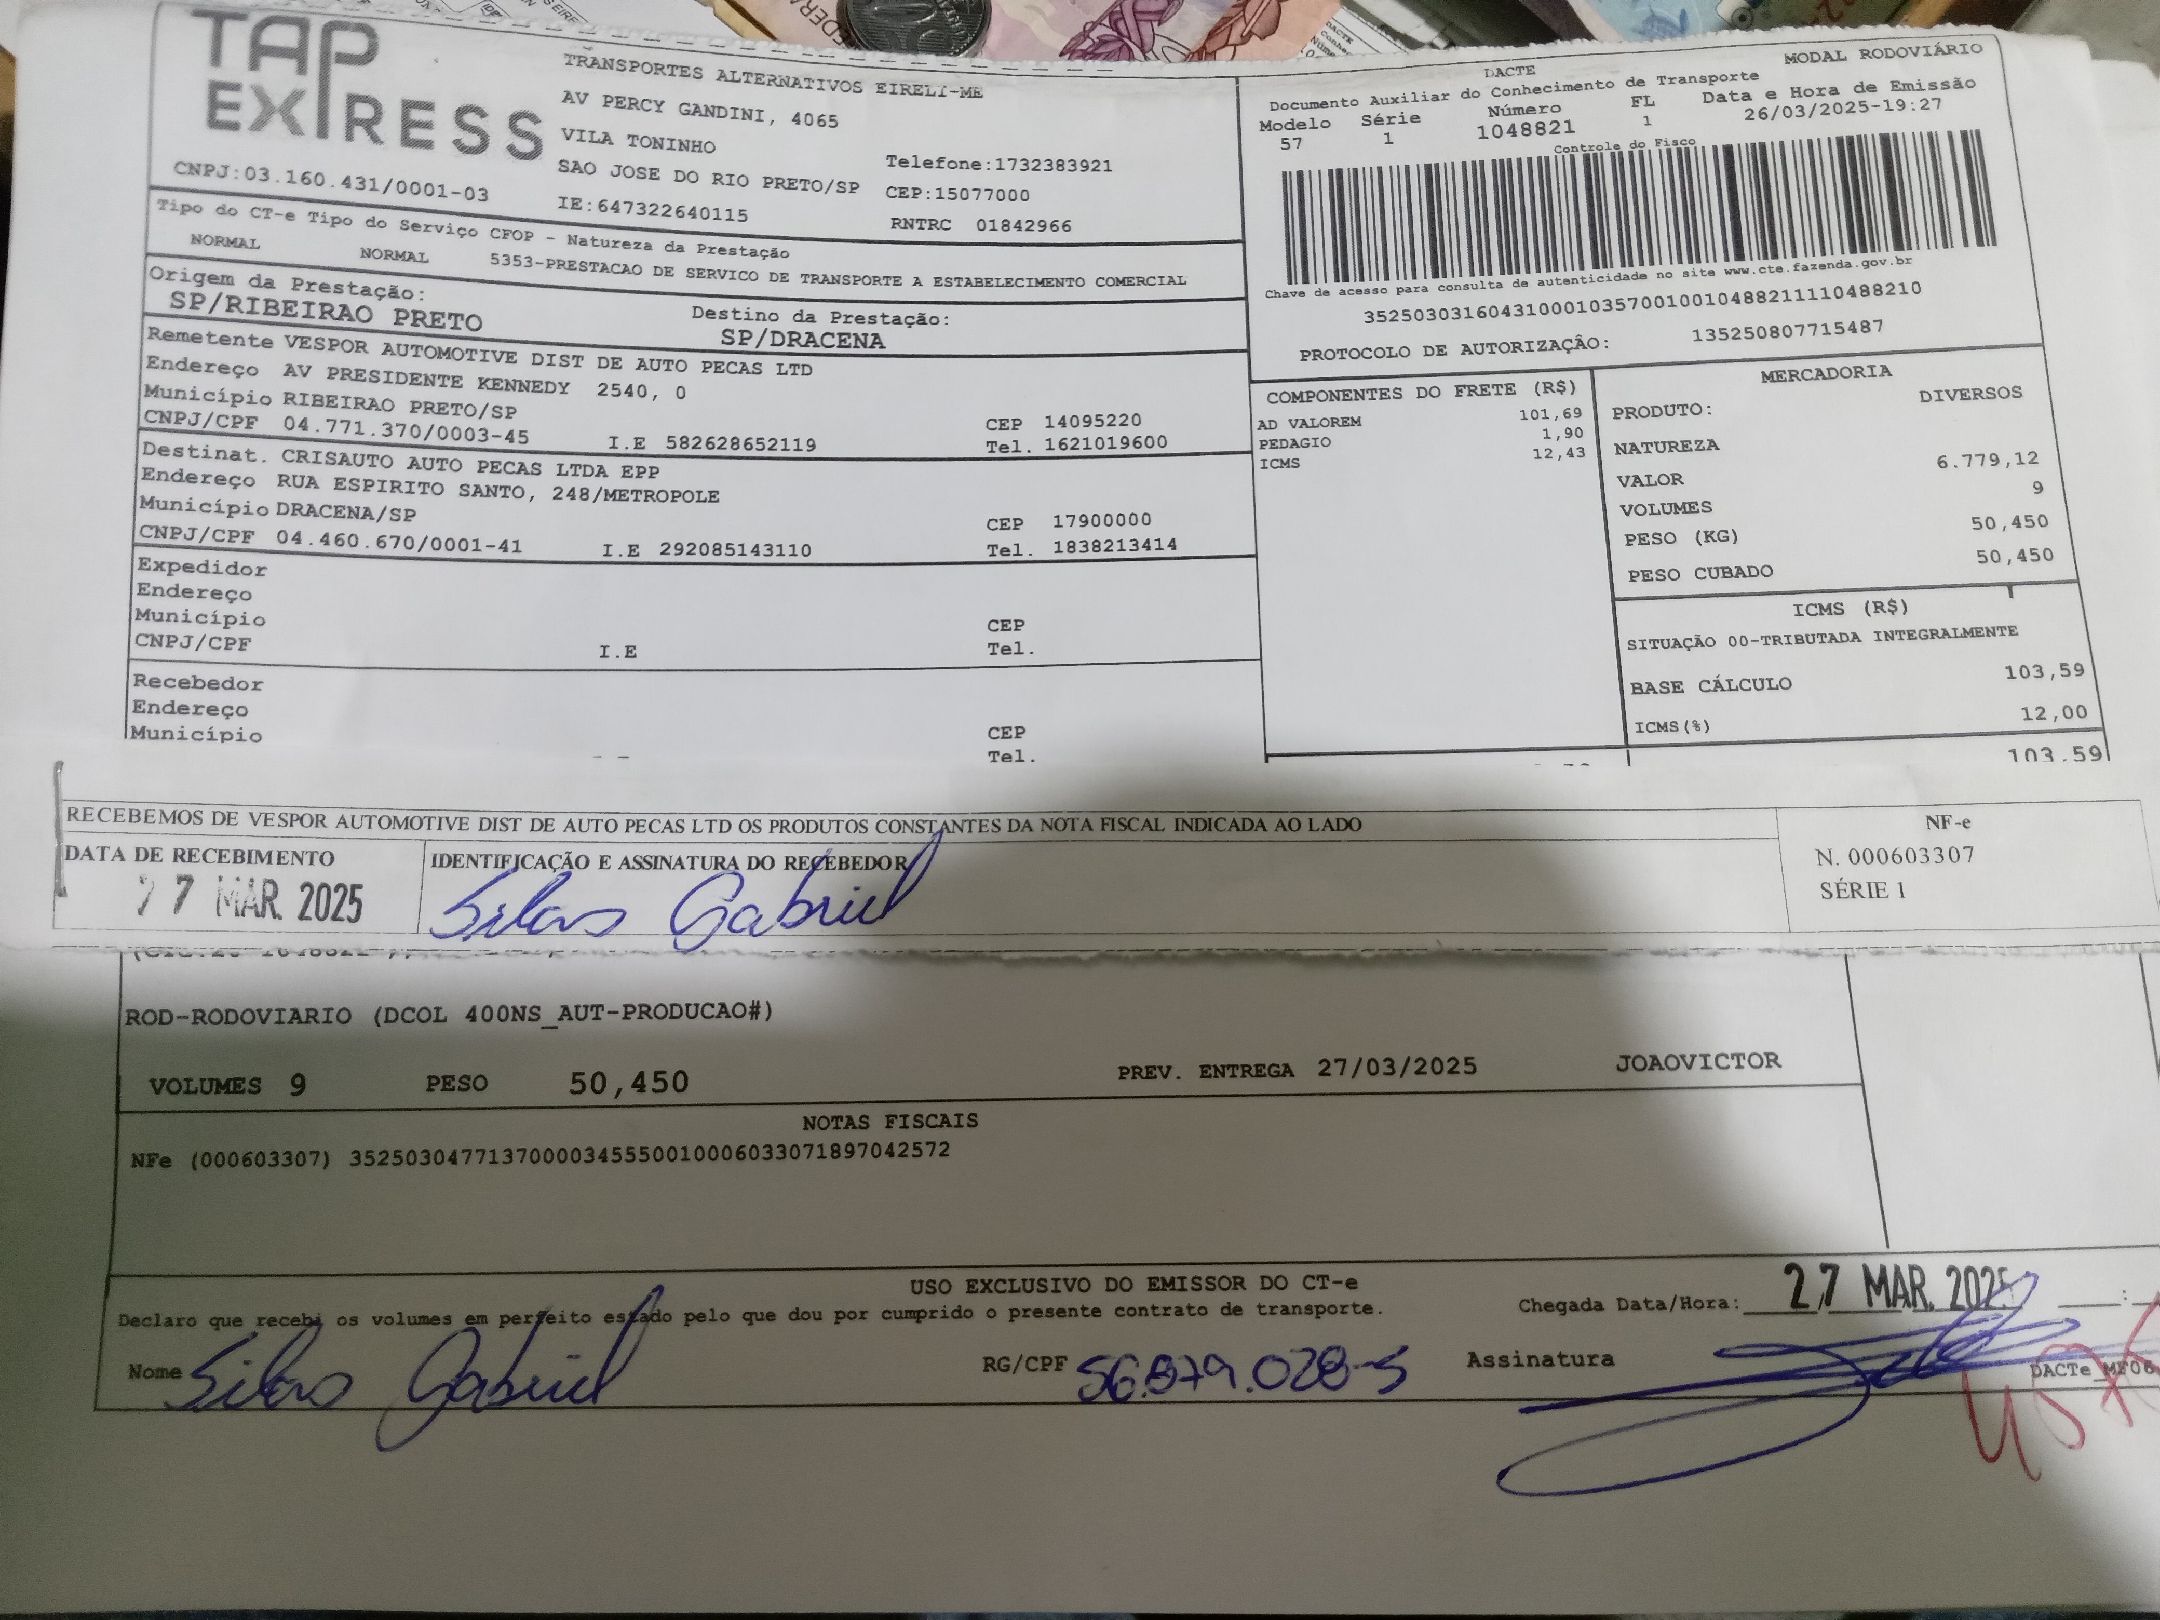 TAP
EXPRESS
CNPJ:03.160.431/0001-03
TRANSPORTES ALTERNATIVOS EIRELI-ME
AV PERCY GANDINI, 4065
VILA TONINHO
SAO JOSE DO RIO PRETO/SP
IE:647322640115
Telefone:1732383921
CEP:15077000
RNTRC 01842966
DACTE
MODAL RODOVIÁRIO
Documento Auxiliar do Conhecimento de Transporte
Modelo Série Número FL Data e Hora de Emissão
57 1 1048821 1 26/03/2025-19:27
Controle do Fisco
Chave de acesso para consulta de autenticidade no site www.cte.fazenda.gov.br
35250303160431000103570010010488211110488210
PROTOCOLO DE AUTORIZAÇÃO: 135250807715487
Tipo do CT-e Tipo do Serviço CFOP - Natureza da Prestação
NORMAL NORMAL 5353-PRESTACAO DE SERVICO DE TRANSPORTE A ESTABELECIMENTO COMERCIAL
Origem da Prestação:
SP/RIBEIRAO PRETO
Destino da Prestação:
SP/DRACENA
Remetente VESPOR AUTOMOTIVE DIST DE AUTO PECAS LTD
Endereço AV PRESIDENTE KENNEDY 2540, 0
Município RIBEIRAO PRETO/SP CEP 14095220
CNPJ/CPF 04.771.370/0003-45 I.E 582628652119 Tel. 1621019600
Destinat. CRISAUTO AUTO PECAS LTDA EPP
Endereço RUA ESPIRITO SANTO, 248/METROPOLE
Município DRACENA/SP CEP 17900000
CNPJ/CPF 04.460.670/0001-41 I.E 292085143110 Tel. 1838213414
Expedidor
Endereço
Município CEP
CNPJ/CPF I.E Tel.
Recebedor
Endereço
Município CEP
Tel.
COMPONENTES DO FRETE (R$)
AD VALOREM 101,69
PEDAGIO 1,90
ICMS 12,43
MERCADORIA
PRODUTO: DIVERSOS
NATUREZA
VALOR 6.779,12
VOLUMES 9
PESO (KG) 50,450
PESO CUBADO 50,450
ICMS (R$)
SITUAÇÃO 00-TRIBUTADA INTEGRALMENTE
BASE CÁLCULO 103,59
ICMS(%) 12,00
103,59
RECEBEMOS DE VESPOR AUTOMOTIVE DIST DE AUTO PECAS LTD OS PRODUTOS CONSTANTES DA NOTA FISCAL INDICADA AO LADO
DATA DE RECEBIMENTO
27 MAR. 2025
IDENTIFICAÇÃO E ASSINATURA DO RECEBEDOR
Silas Gabriel
NF-e
N. 000603307
SÉRIE 1
ROD-RODOVIARIO (DCOL 400NS_AUT-PRODUCAO#)
VOLUMES 9 PESO 50,450 PREV. ENTREGA 27/03/2025 JOAOVICTOR
NOTAS FISCAIS
NFe (000603307) 35250304771370000345550010006033071897042572
USO EXCLUSIVO DO EMISSOR DO CT-e
Declaro que recebi os volumes em perfeito estado pelo que dou por cumprido o presente contrato de transporte.
Chegada Data/Hora: 27 MAR. 2025
Nome Silas Gabriel RG/CPF 56.879.028-5 Assinatura